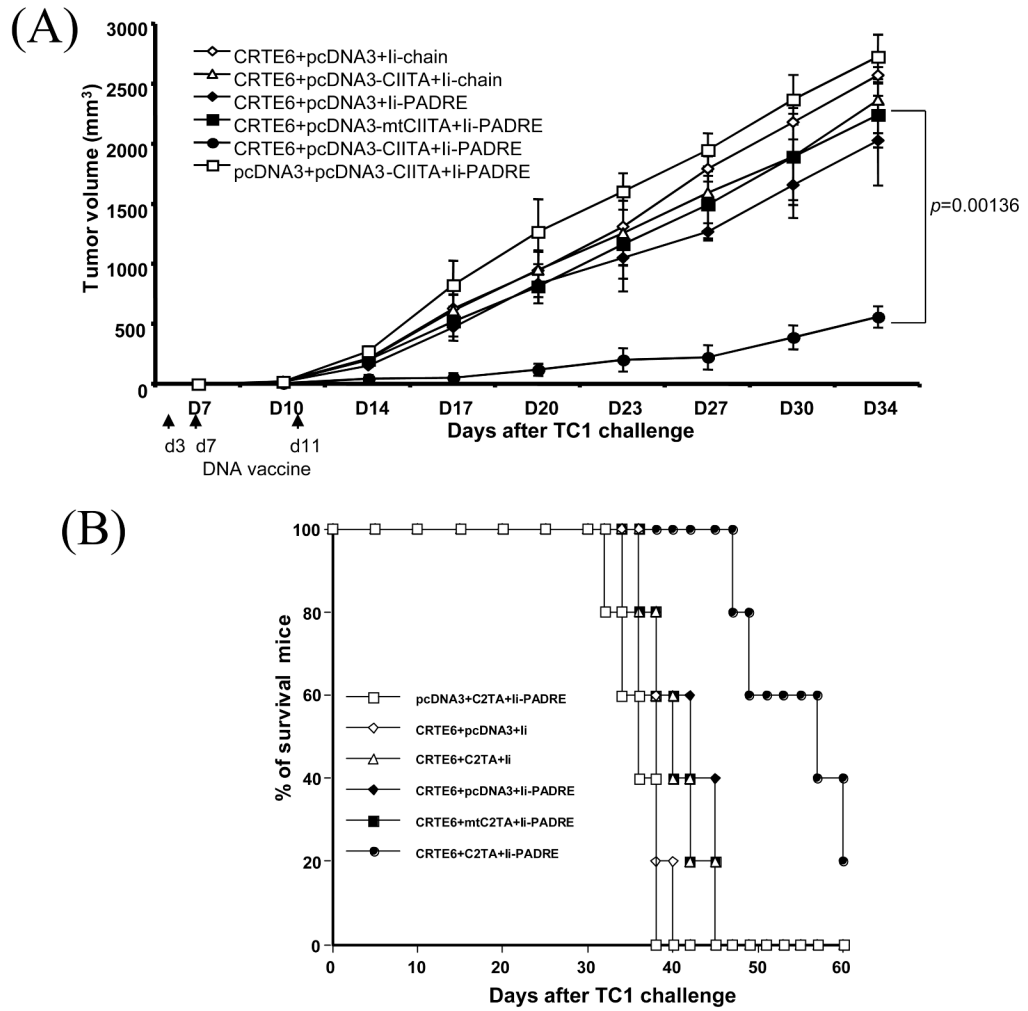 (A)
3000
2500
2000
1500
1000
500
0
Tumor volume (mm³)
CRTE6+pcDNA3+Ii-chain
CRTE6+pcDNA3-CIITA+Ii-chain
CRTE6+pcDNA3+Ii-PADRE
CRTE6+pcDNA3-mtCIITA+Ii-PADRE
CRTE6+pcDNA3-CIITA+Ii-PADRE
pcDNA3+pcDNA3-CIITA+Ii-PADRE
p=0.00136
D7 D10 D14 D17 D20 D23 D27 D30 D34
Days after TC1 challenge
d3 d7 d11
DNA vaccine
(B)
100
80
60
40
20
0
% of survival mice
pcDNA3+C2TA+Ii-PADRE
CRTE6+pcDNA3+Ii
CRTE6+C2TA+Ii
CRTE6+pcDNA3+Ii-PADRE
CRTE6+mtC2TA+Ii-PADRE
CRTE6+C2TA+Ii-PADRE
0 10 20 30 40 50 60
Days after TC1 challenge